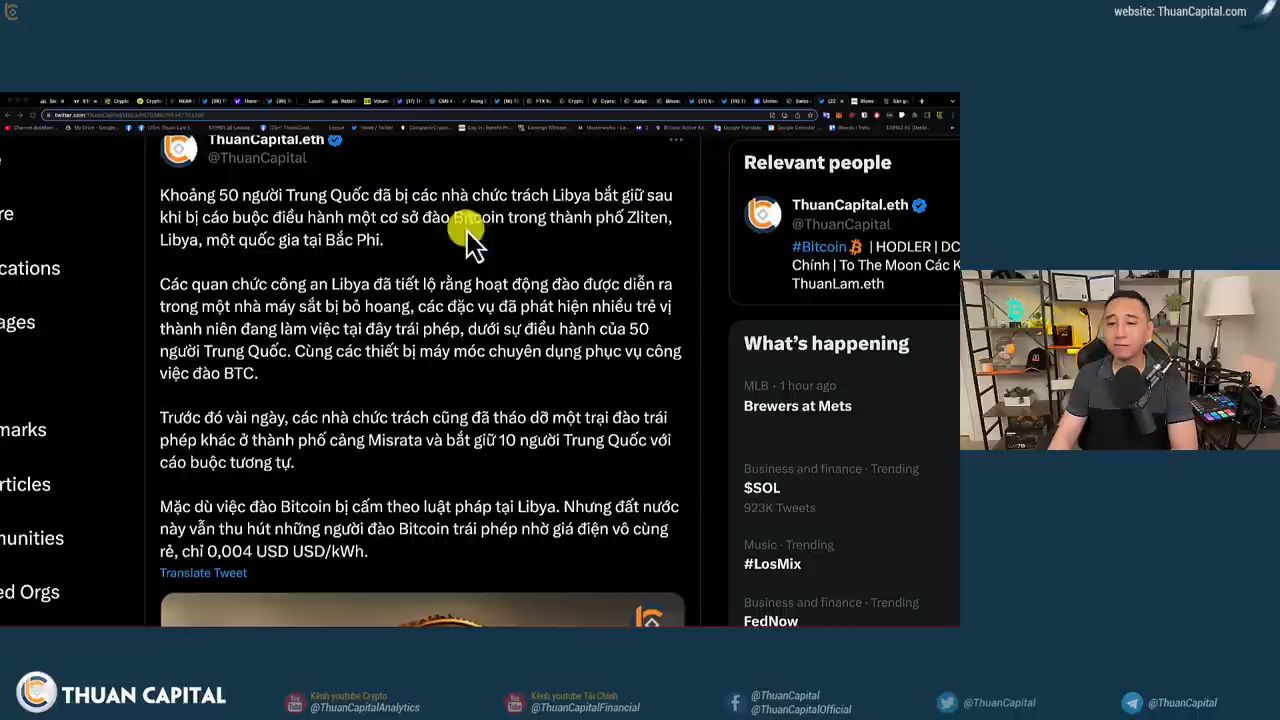 website: ThuanCapital.com
ThuanCapital.eth
@ThuanCapital
Khoảng 50 người Trung Quốc đã bị các nhà chức trách Libya bắt giữ sau
khi bị cáo buộc điều hành một cơ sở đào Bitcoin trong thành phố Zliten,
Libya, một quốc gia tại Bắc Phi.
Các quan chức công an Libya đã tiết lộ rằng hoạt động đào được diễn ra
trong một nhà máy sắt bị bỏ hoang, các đặc vụ đã phát hiện nhiều trẻ vị
thành niên đang làm việc tại đây trái phép, dưới sự điều hành của 50
người Trung Quốc. Cùng các thiết bị máy móc chuyên dụng phục vụ công
việc đào BTC.
Trước đó vài ngày, các nhà chức trách cũng đã tháo dỡ một trại đào trái
phép khác ở thành phố cảng Misrata và bắt giữ 10 người Trung Quốc với
cáo buộc tương tự.
Mặc dù việc đào Bitcoin bị cấm theo luật pháp tại Libya. Nhưng đất nước
này vẫn thu hút những người đào Bitcoin trái phép nhờ giá điện vô cùng
rẻ, chỉ 0,004 USD USD/kWh.
Translate Tweet
re
cations
ages
marks
rticles
nunities
ed Orgs
Relevant people
ThuanCapital.eth
@ThuanCapital
#Bitcoin | HODLER | DC
Chính | To The Moon Các K
ThuanLam.eth
What's happening
MLB · 1 hour ago
Brewers at Mets
Business and finance · Trending
$SOL
923K Tweets
Music · Trending
#LosMix
Business and finance · Trending
FedNow
THUAN CAPITAL
Kênh youtube Crypto
@ThuanCapitalAnalytics
Kênh youtube Tài Chính
@ThuanCapitalFinancial
@ThuanCapital
@ThuanCapitalOfficial
@ThuanCapital
@ThuanCapital